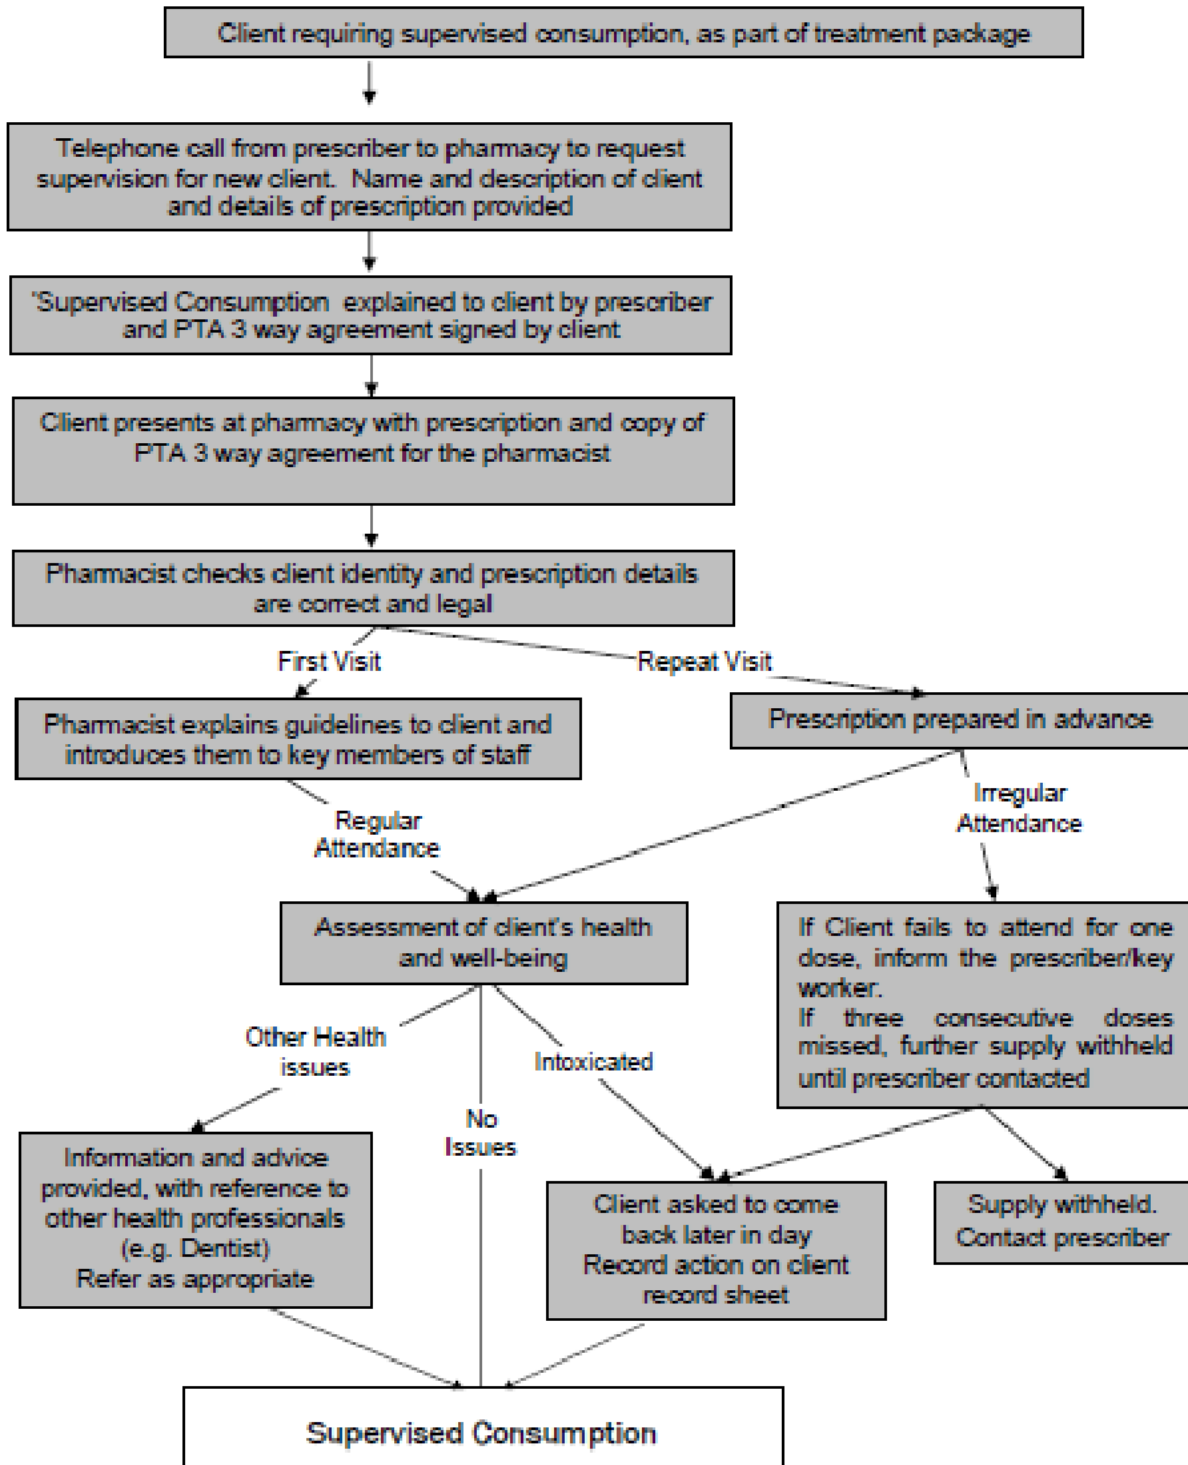 Client requiring supervised consumption, as part of treatment package
Telephone call from prescriber to pharmacy to request
supervision for new client. Name and description of client
and details of prescription provided
'Supervised Consumption explained to client by prescriber
and PTA 3 way agreement signed by client
Client presents at pharmacy with prescription and copy of
PTA 3 way agreement for the pharmacist
Pharmacist checks client identity and prescription details
are correct and legal
First Visit
Repeat Visit
Pharmacist explains guidelines to client and
introduces them to key members of staff
Prescription prepared in advance
Regular
Attendance
Irregular
Attendance
Assessment of client's health
and well-being
If Client fails to attend for one
dose, inform the prescriber/key
worker.
If three consecutive doses
missed, further supply withheld
until prescriber contacted
Other Health
issues
Intoxicated
No
Issues
Information and advice
provided, with reference to
other health professionals
(e.g. Dentist)
Refer as appropriate
Client asked to come
back later in day
Record action on client
record sheet
Supply withheld.
Contact prescriber
Supervised Consumption